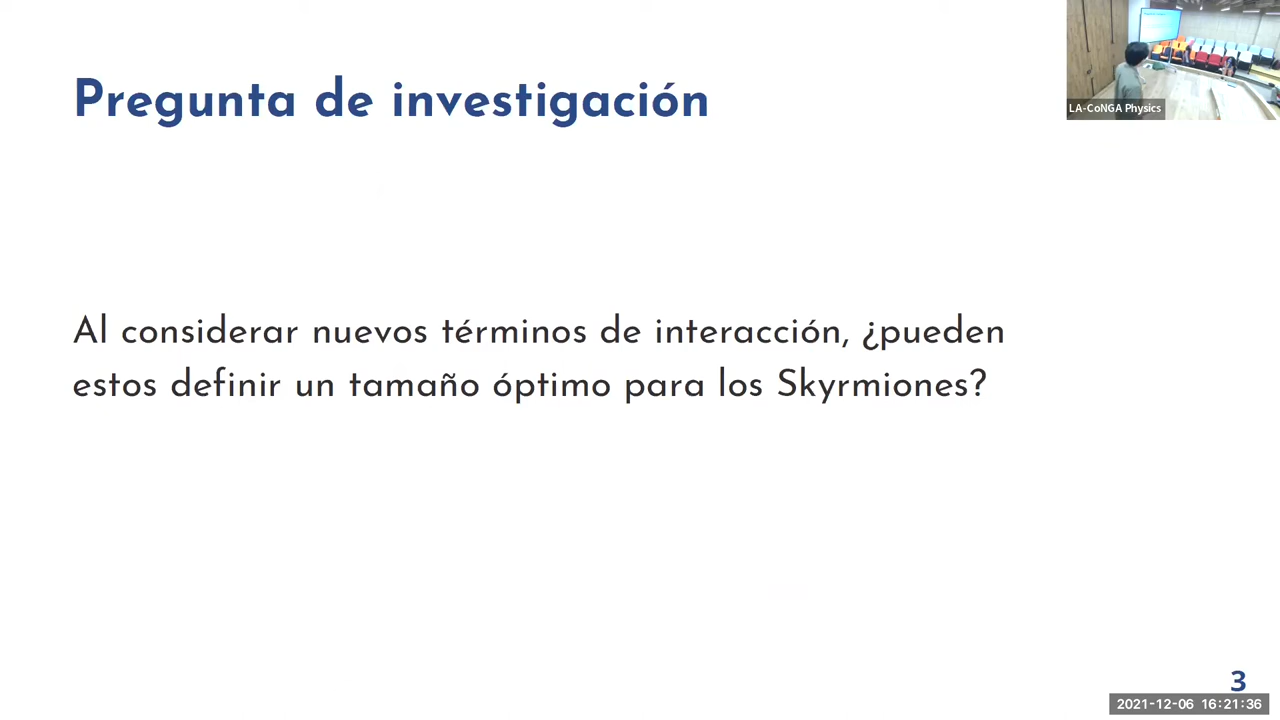 Pregunta de investigación
LA-CoNGA Physics
Al considerar nuevos términos de interacción, ¿pueden
estos definir un tamaño óptimo para los Skyrmiones?
3
2021-12-06 16:21:36